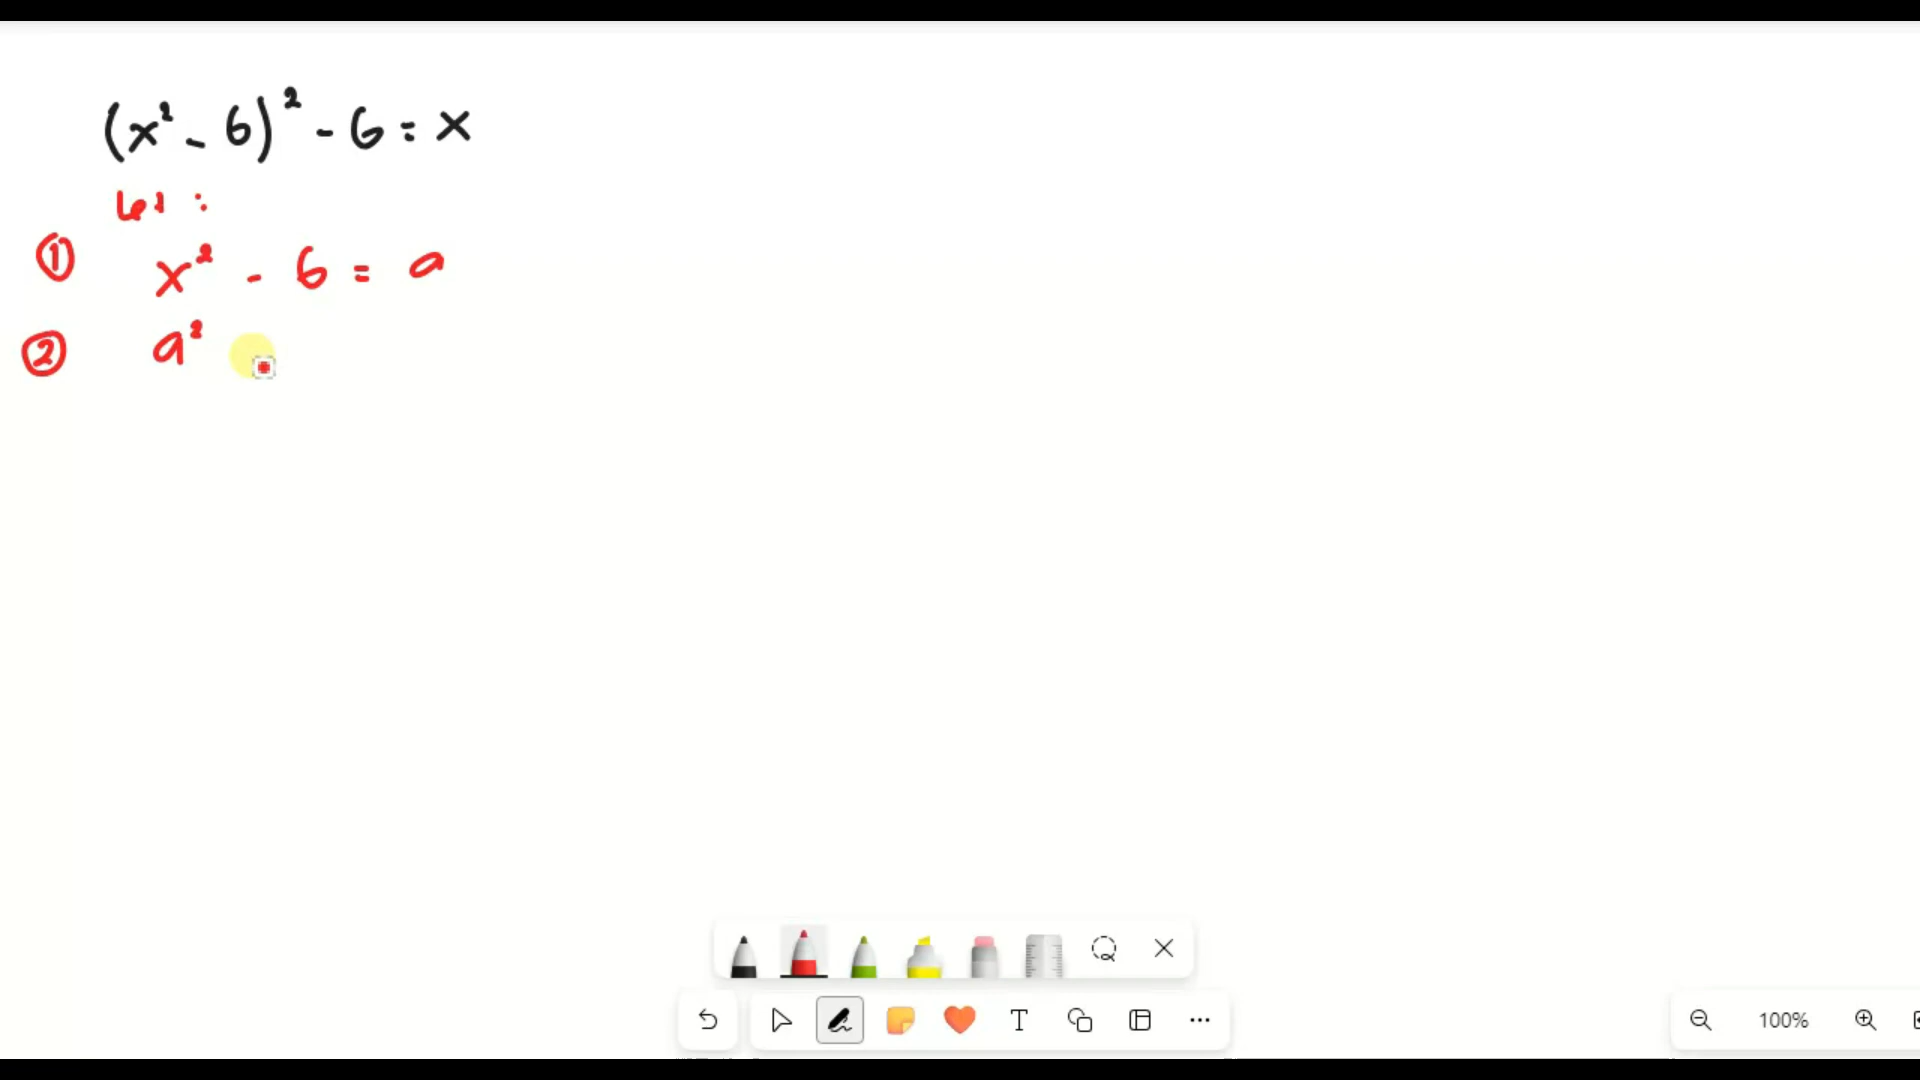 (x² - 6)² - 6 = x
let :
① x² - 6 = a
② a²
T
100%